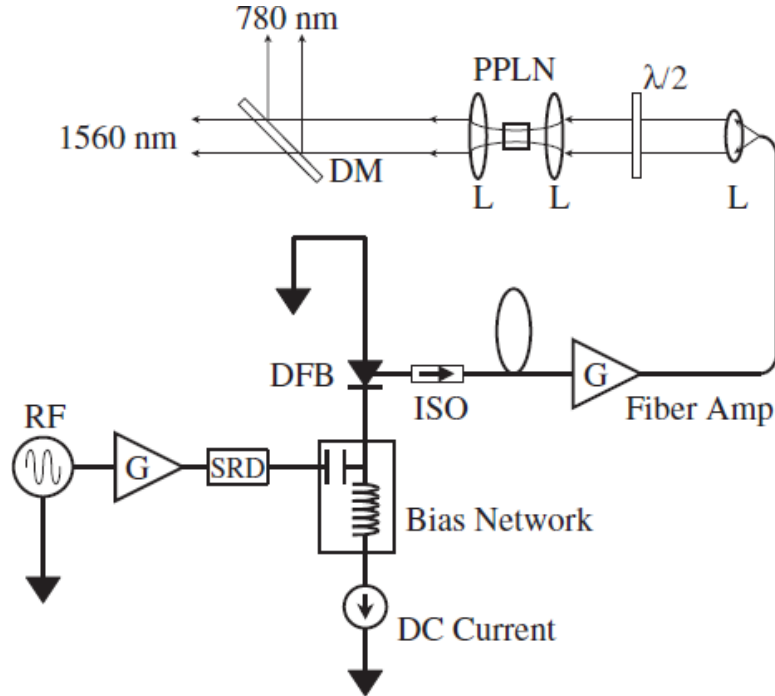 780 nm
PPLN
λ/2
1560 nm
DM
L
L
L
DFB
ISO
G
Fiber Amp
RF
G
SRD
Bias Network
DC Current